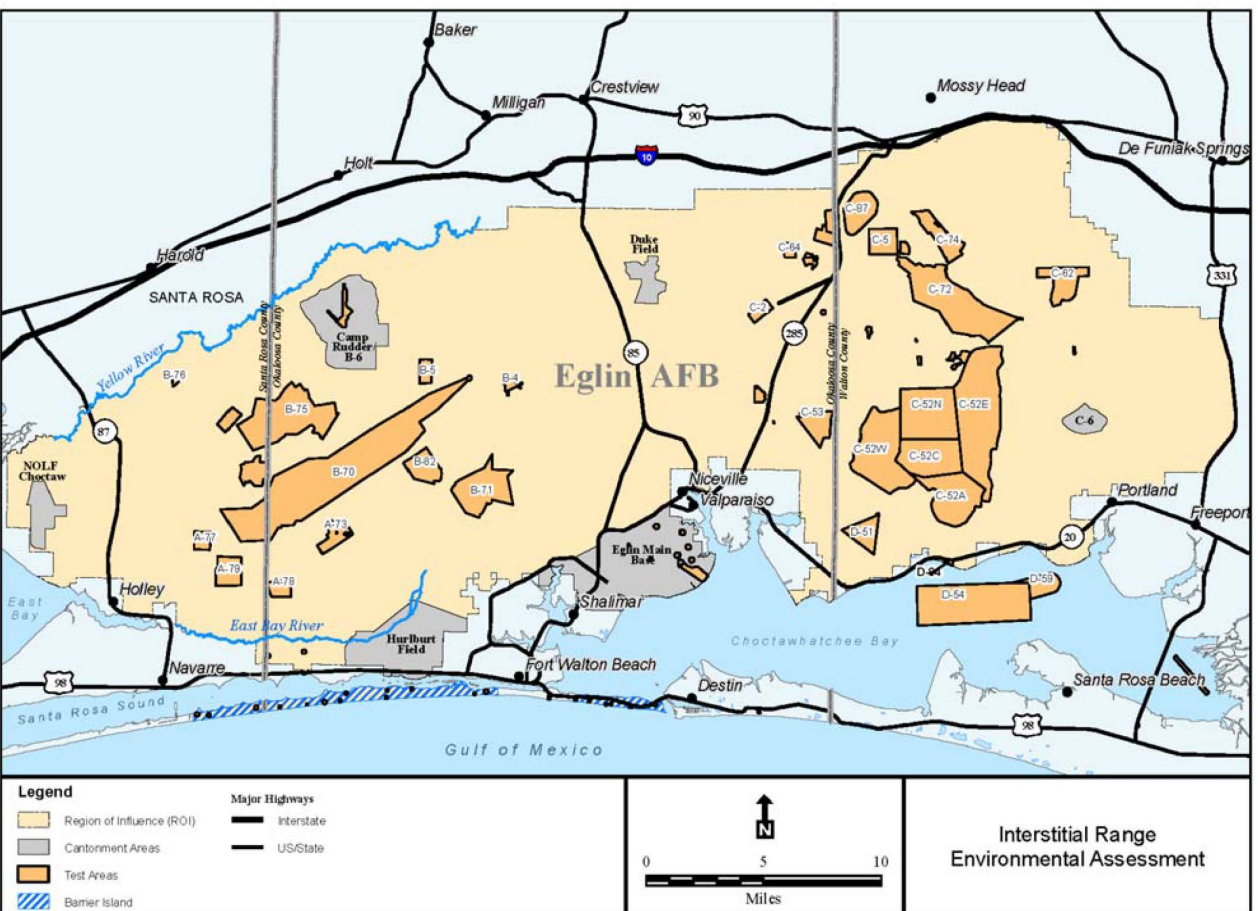 Baker
Mossy Head
Crestview
Milligan
90
De Funiak Springs
10
Holt
C-87
Harold
Duke
Field
C-5
C-74
C-64
C-62
331
SANTA ROSA
C-72
Santa Rosa County
Okaloosa County
C-2
285
Okaloosa County
Walton County
Camp
Rudder
B-6
Yellow River
85
B-76
B-5
B-4
Eglin AFB
B-75
C-53
C-52N
C-52E
C-6
87
C-52W
C-52C
NOLF
Choctaw
B-70
B-82
B-71
Niceville
Valparaiso
C-52A
Portland
Freeport
A-73
A-77
D-51
20
Eglin Main
Base
A-79
A-78
D-84
D-59
D-54
Holley
East
Bay
Shalimar
East Bay River
Hurlburt
Field
Choctawhatchee Bay
Navarre
Fort Walton Beach
98
Destin
Santa Rosa Beach
Santa Rosa Sound
98
Gulf of Mexico
Legend
Region of Influence (ROI)
Cantonment Areas
Test Areas
Barrier Island
Major Highways
Interstate
US/State
N
0 5 10
Miles
Interstitial Range
Environmental Assessment